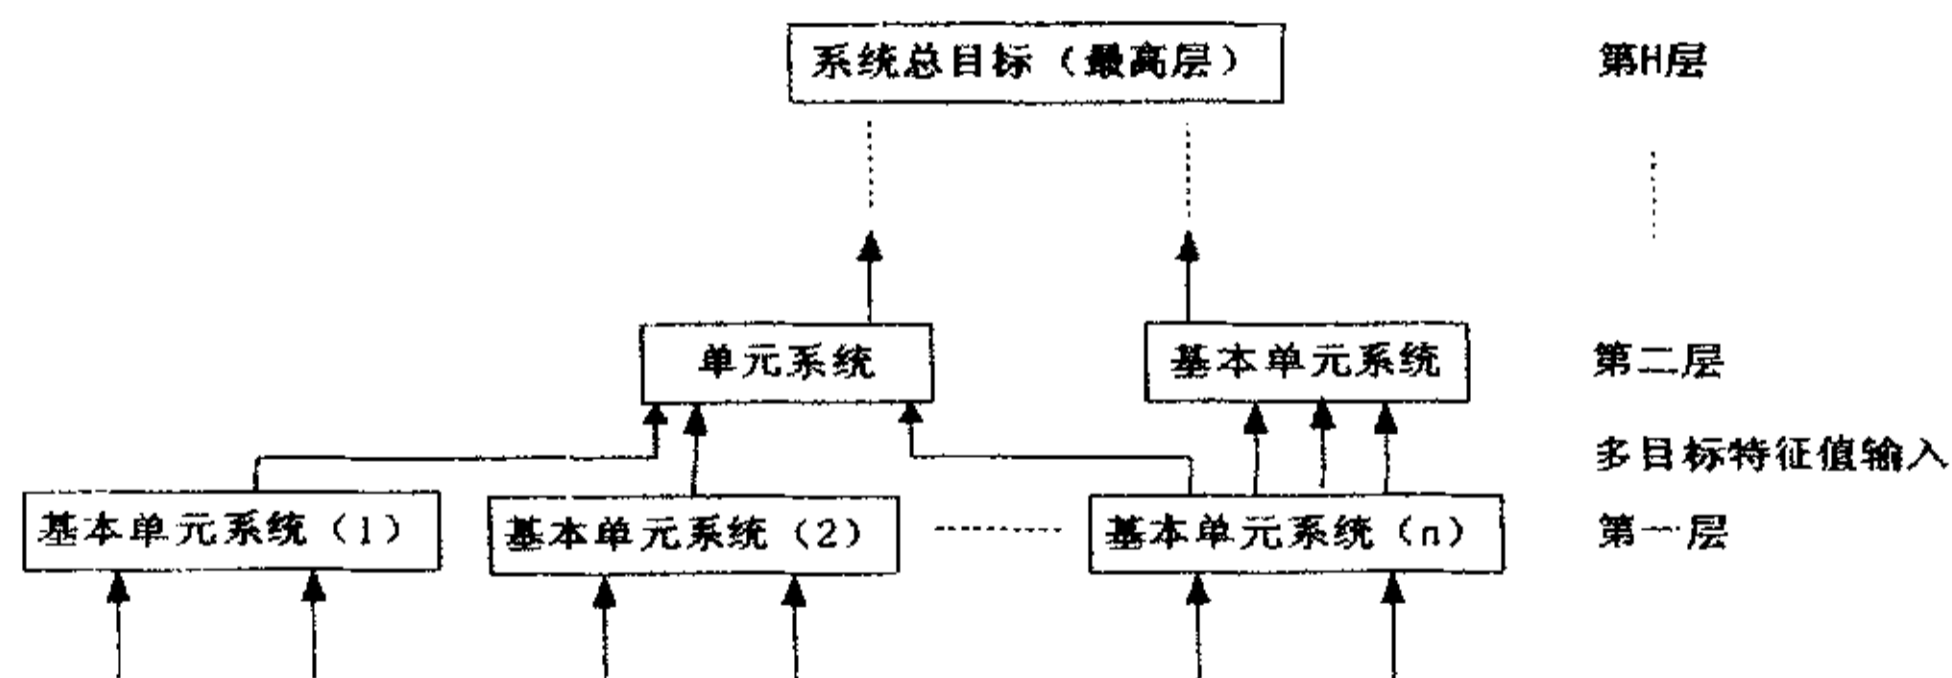 系统总目标（最高层） 第H层
单元系统 基本单元系统 第二层
多目标特征值输入
基本单元系统（1） 基本单元系统（2） 基本单元系统（n） 第一层